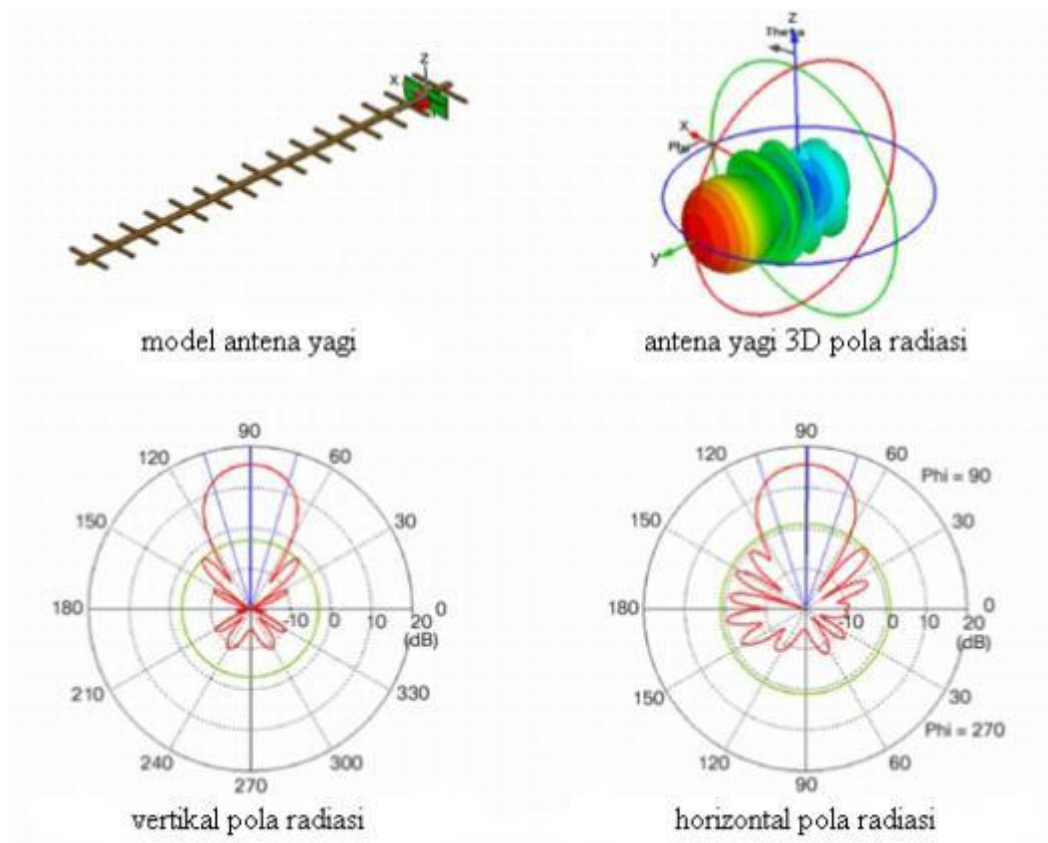 z
x
model antena yagi
Z
Theta
X
Phi
y
antena yagi 3D pola radiasi
90
120
60
150
30
180
-10 0 10 20 0
(dB)
210
330
240
300
270
vertikal pola radiasi
90
120
60
Phi = 90
150
30
180
-10 0 10 20 0
(dB)
150
30
Phi = 270
120
60
90
horizontal pola radiasi